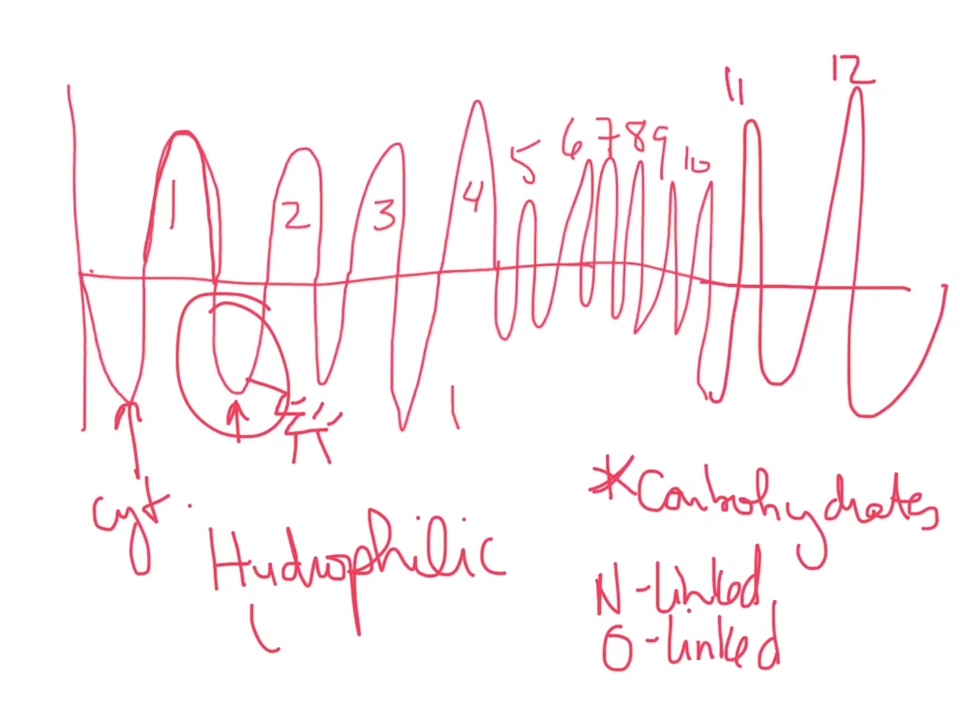 1 2 3 4 5 6 7 8 9 10 11 12
cyt.
Hydrophilic
*Carbohydrates
N-linked
O-linked